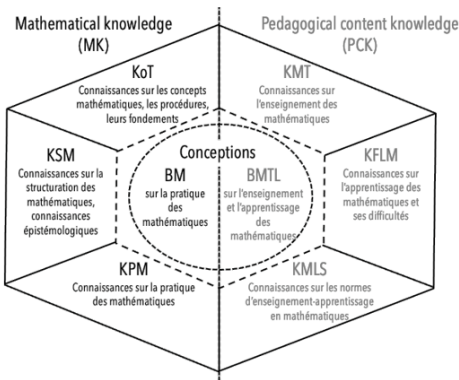 Mathematical knowledge
(MK)
Pedagogical content knowledge
(PCK)
KoT
Connaissances sur les concepts
mathématiques, les procédures,
leurs fondements
KMT
Connaissances sur
l'enseignement des
mathématiques
KSM
Connaissances sur la
structuration des
mathématiques,
connaissances
épistémologiques
Conceptions
BM
sur la pratique
des
mathématiques
BMTL
sur l'enseignement
et l'apprentissage
des
mathématiques
KFLM
Connaissances sur
l'apprentissage des
mathématiques et
ses difficultés
KPM
Connaissances sur la pratique
des mathématiques
KMLS
Connaissances sur les normes
d'enseignement-apprentissage
en mathématiques